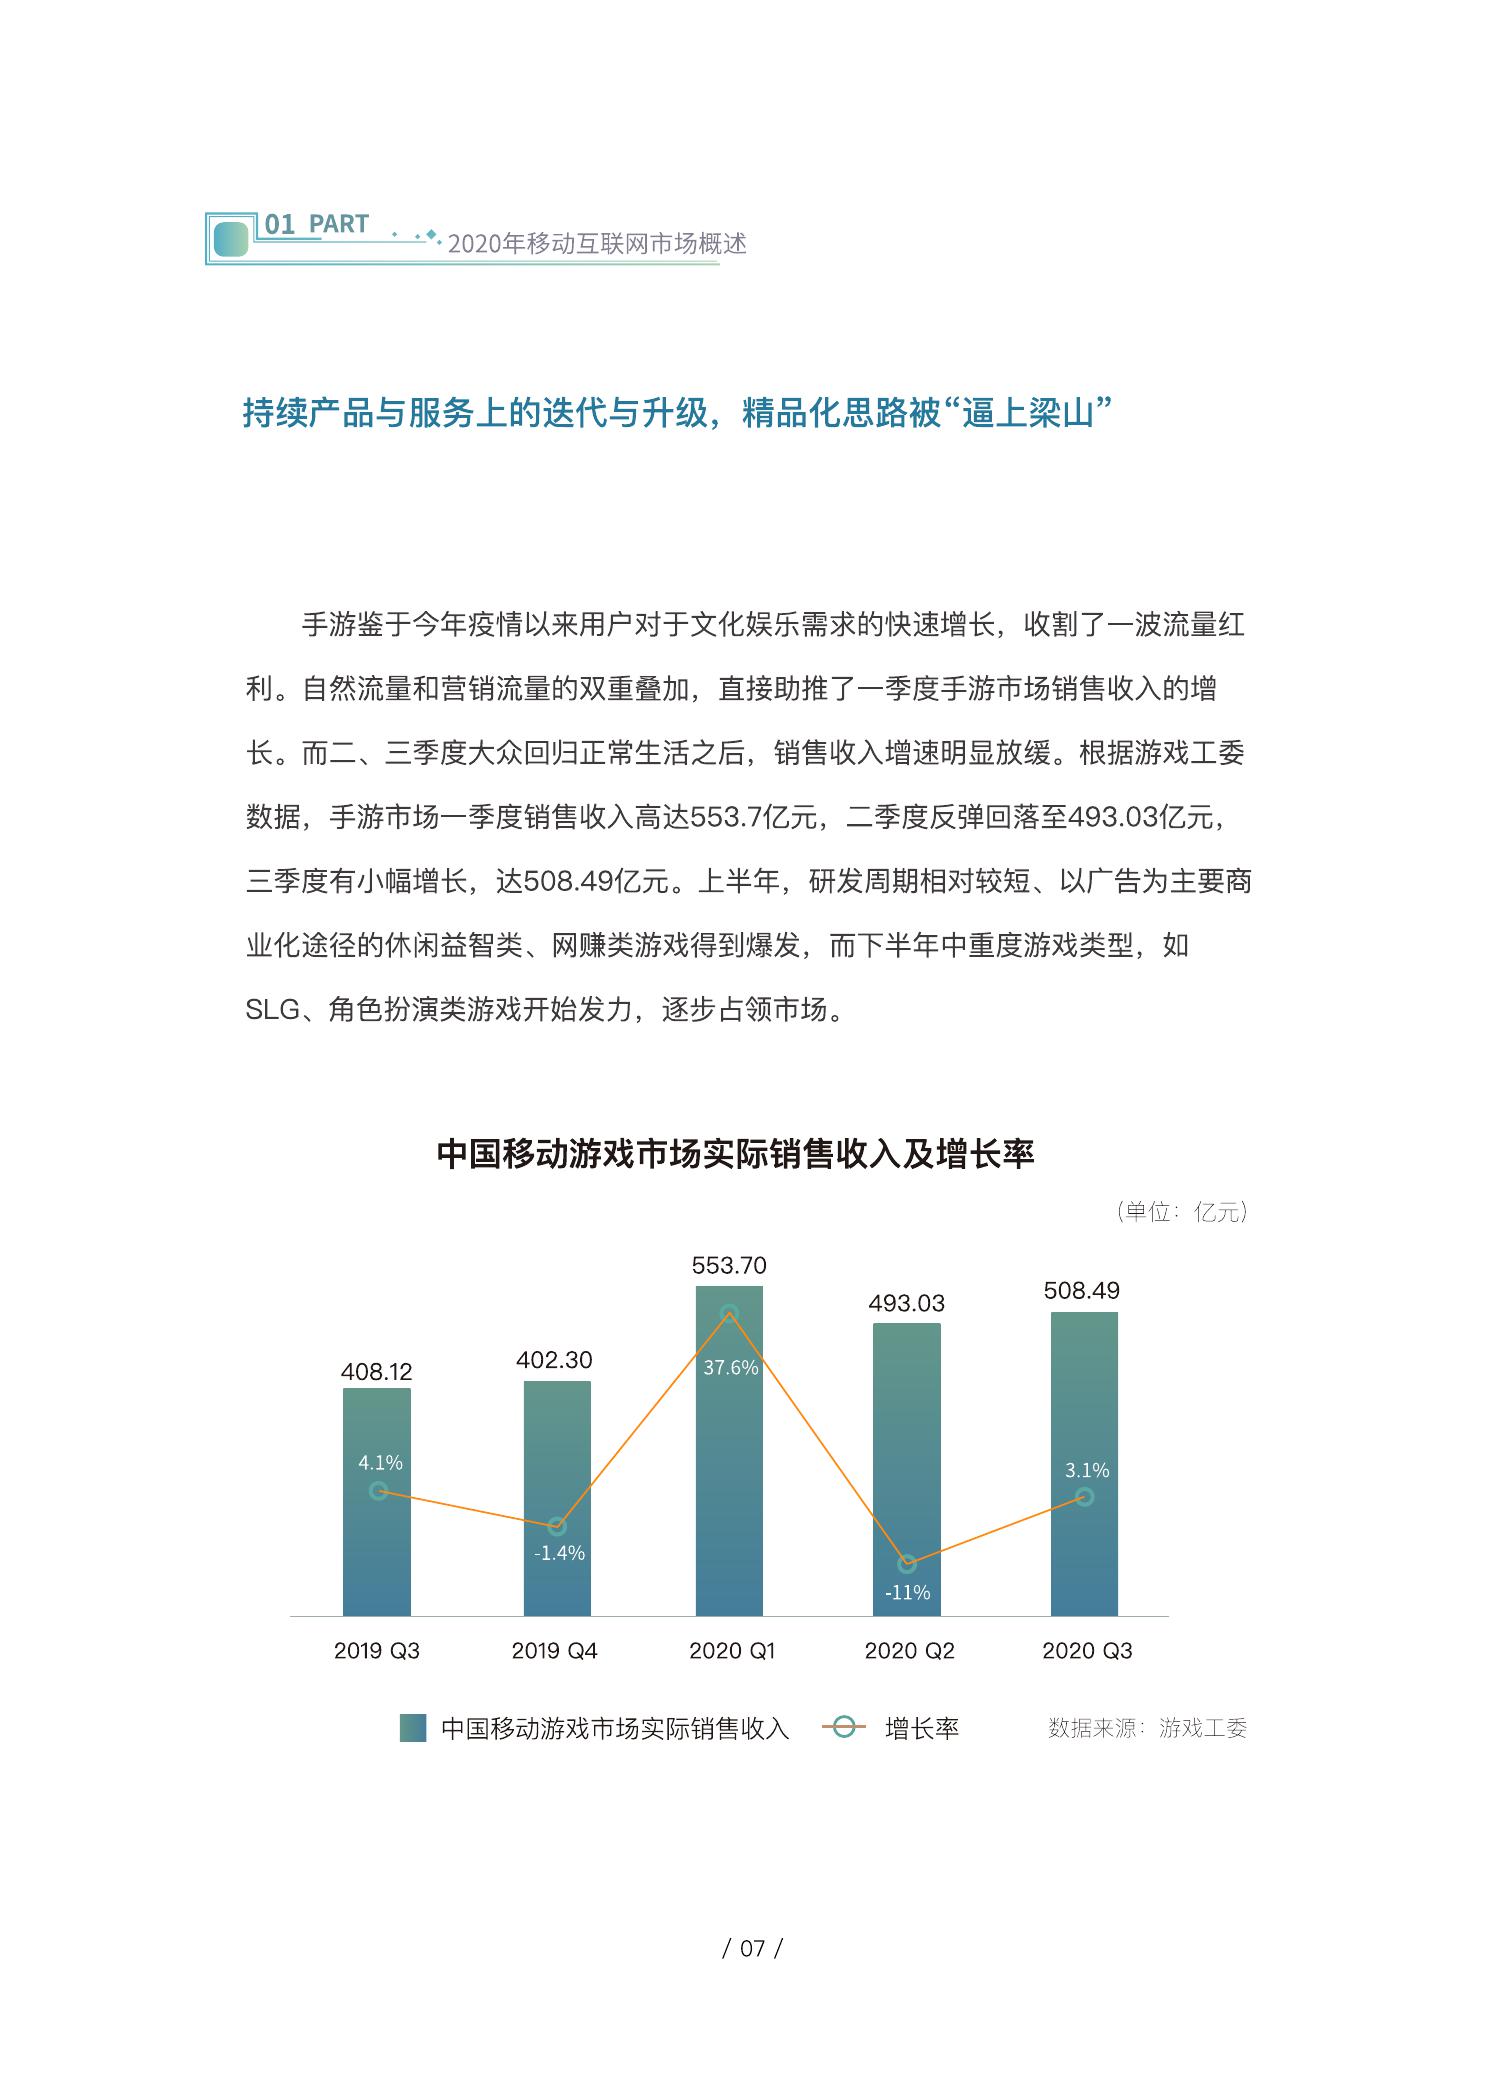 01 PART
2020年移动互联网市场概述
持续产品与服务上的迭代与升级，精品化思路被“逼上梁山”
手游鉴于今年疫情以来用户对于文化娱乐需求的快速增长，收割了一波流量红
利。自然流量和营销流量的双重叠加，直接助推了一季度手游市场销售收入的增
长。而二、三季度大众回归正常生活之后，销售收入增速明显放缓。根据游戏工委
数据，手游市场一季度销售收入高达553.7亿元，二季度反弹回落至493.03亿元，
三季度有小幅增长，达508.49亿元。上半年，研发周期相对较短、以广告为主要商
业化途径的休闲益智类、网赚类游戏得到爆发，而下半年中重度游戏类型，如
SLG、角色扮演类游戏开始发力，逐步占领市场。
中国移动游戏市场实际销售收入及增长率
（单位：亿元）
408.12 402.30 553.70 493.03 508.49
4.1% -1.4% 37.6% -11% 3.1%
2019 Q3 2019 Q4 2020 Q1 2020 Q2 2020 Q3
中国移动游戏市场实际销售收入 增长率 数据来源：游戏工委
/ 07 /